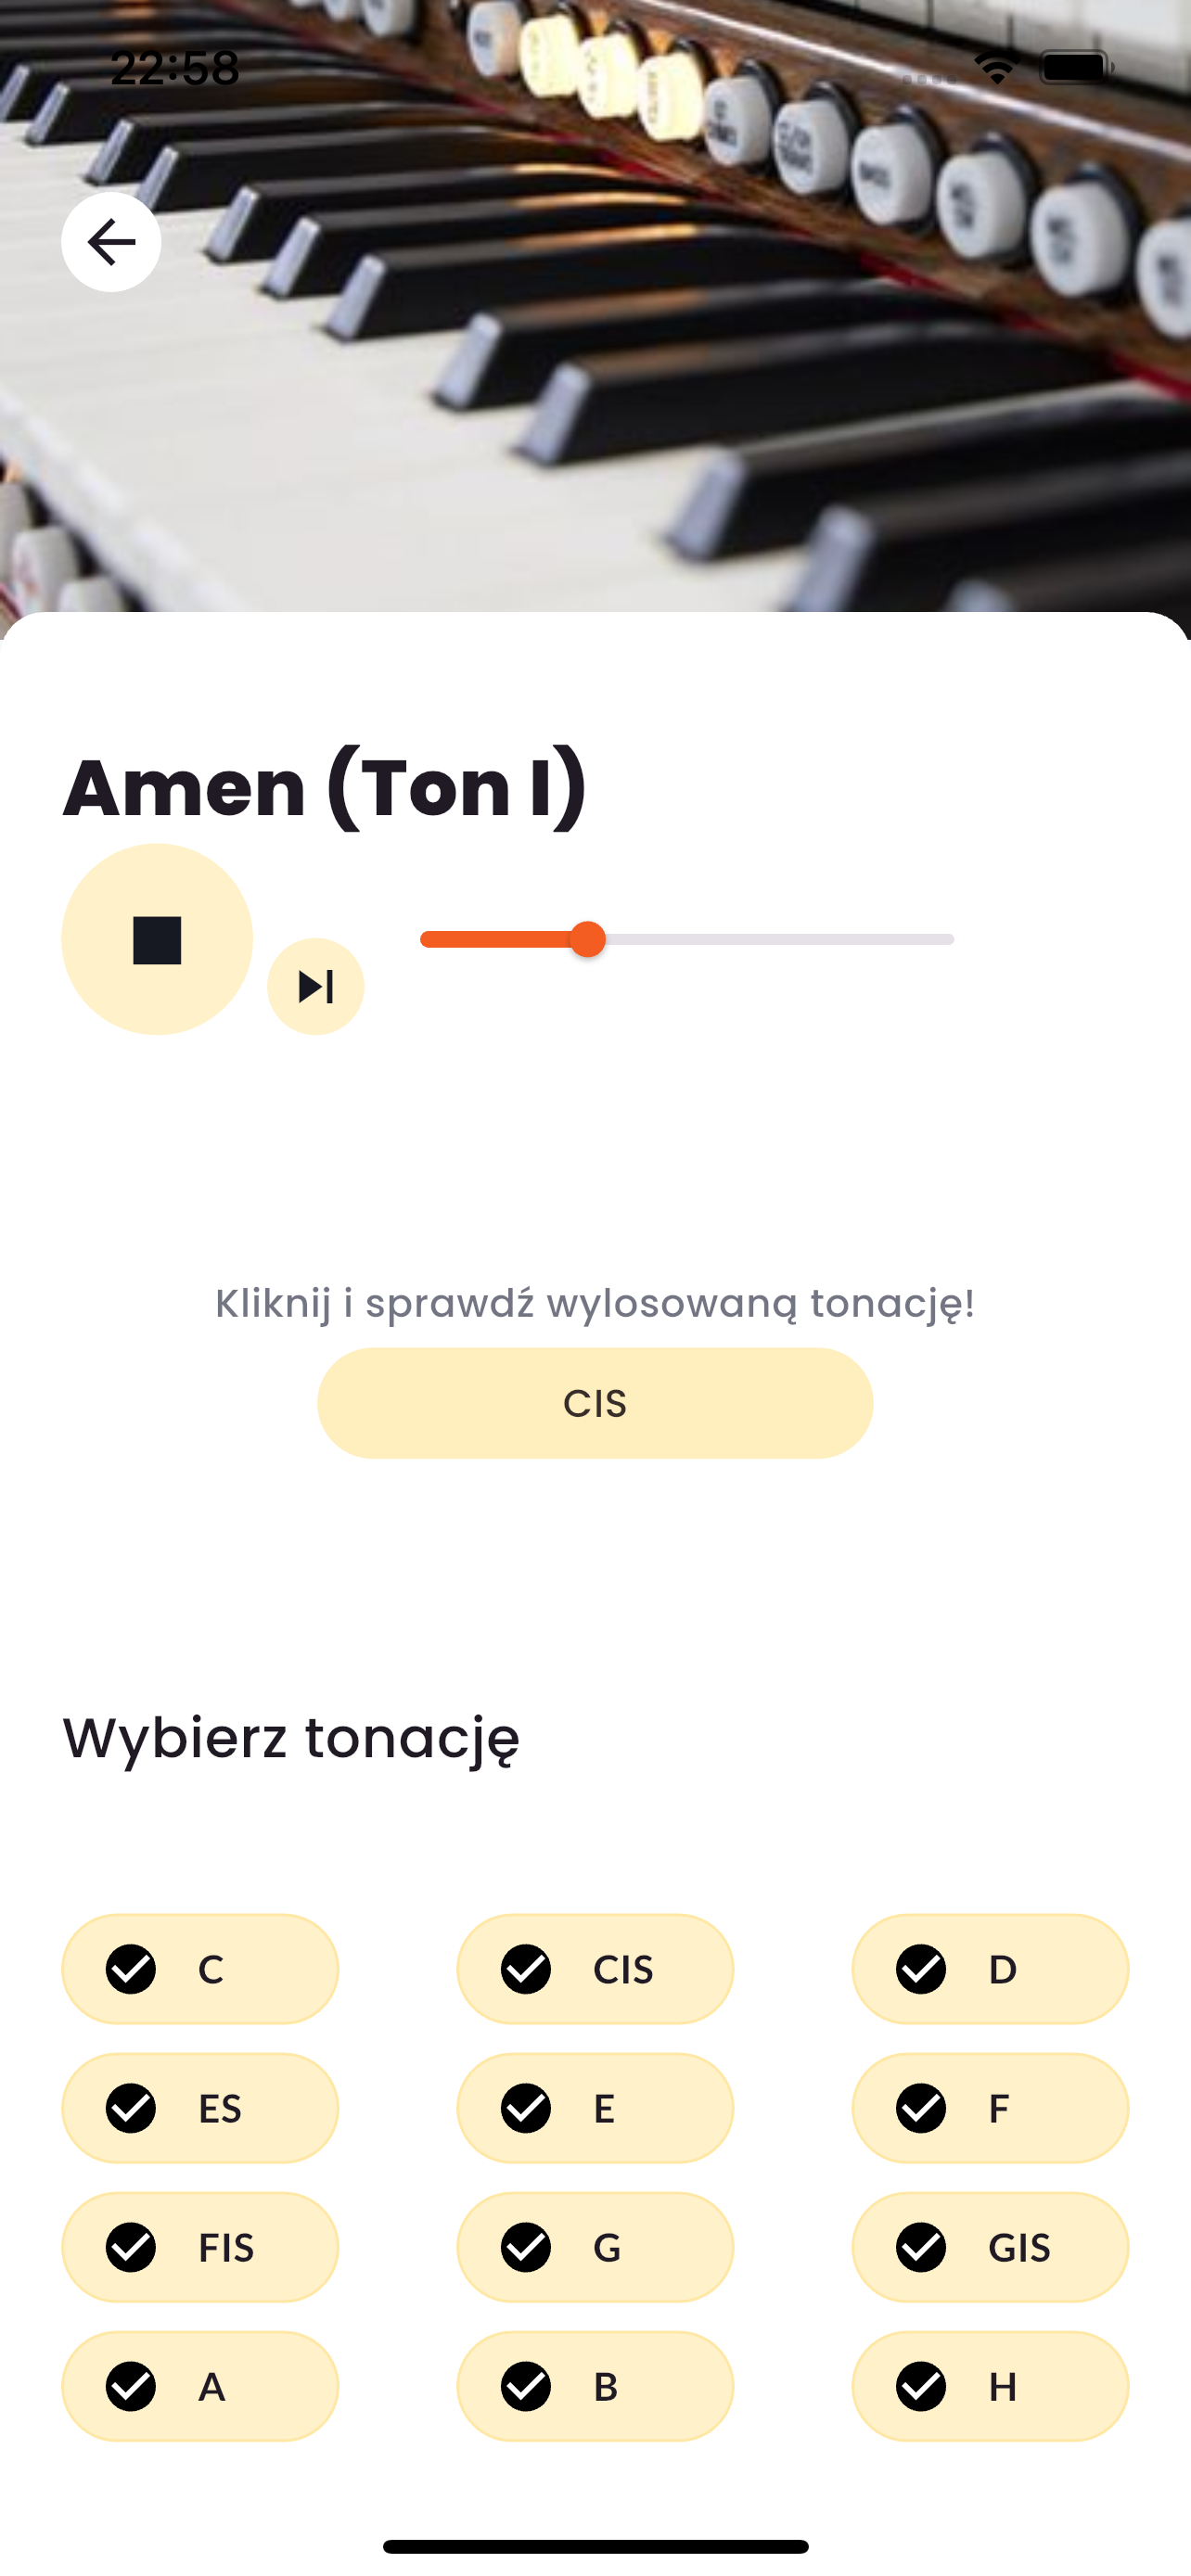 22:58
Amen (Ton I)
Kliknij i sprawdź wylosowaną tonację!
CIS
Wybierz tonację
C CIS D
ES E F
FIS G GIS
A B H